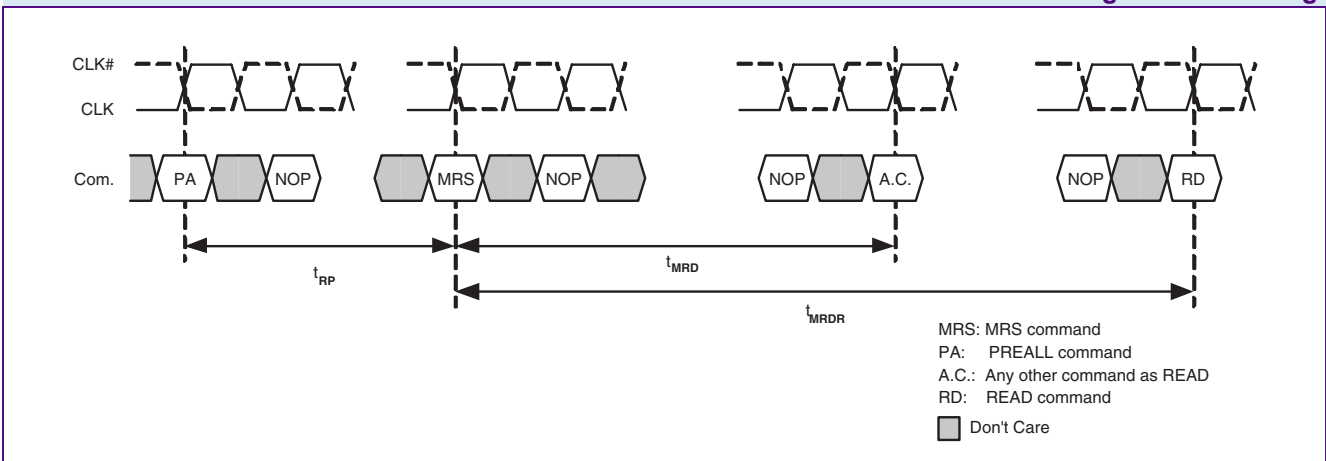 CLK#
CLK
Com. PA NOP MRS NOP NOP A.C. NOP RD
tRP
tMRD
tMRDR
MRS: MRS command
PA: PREALL command
A.C.: Any other command as READ
RD: READ command
Don't Care